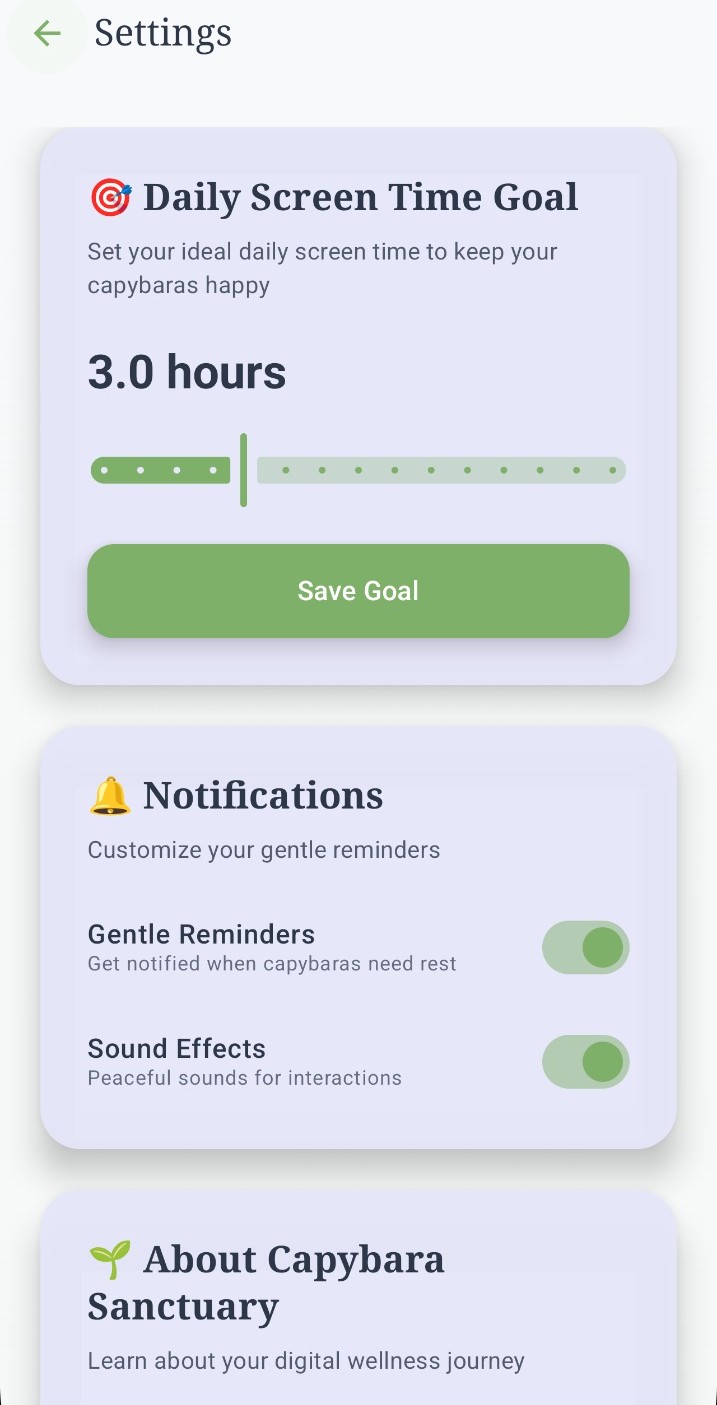 Settings
🎯 Daily Screen Time Goal
Set your ideal daily screen time to keep your
capybaras happy
3.0 hours
Save Goal
🔔 Notifications
Customize your gentle reminders
Gentle Reminders
Get notified when capybaras need rest
Sound Effects
Peaceful sounds for interactions
🌱 About Capybara
Sanctuary
Learn about your digital wellness journey